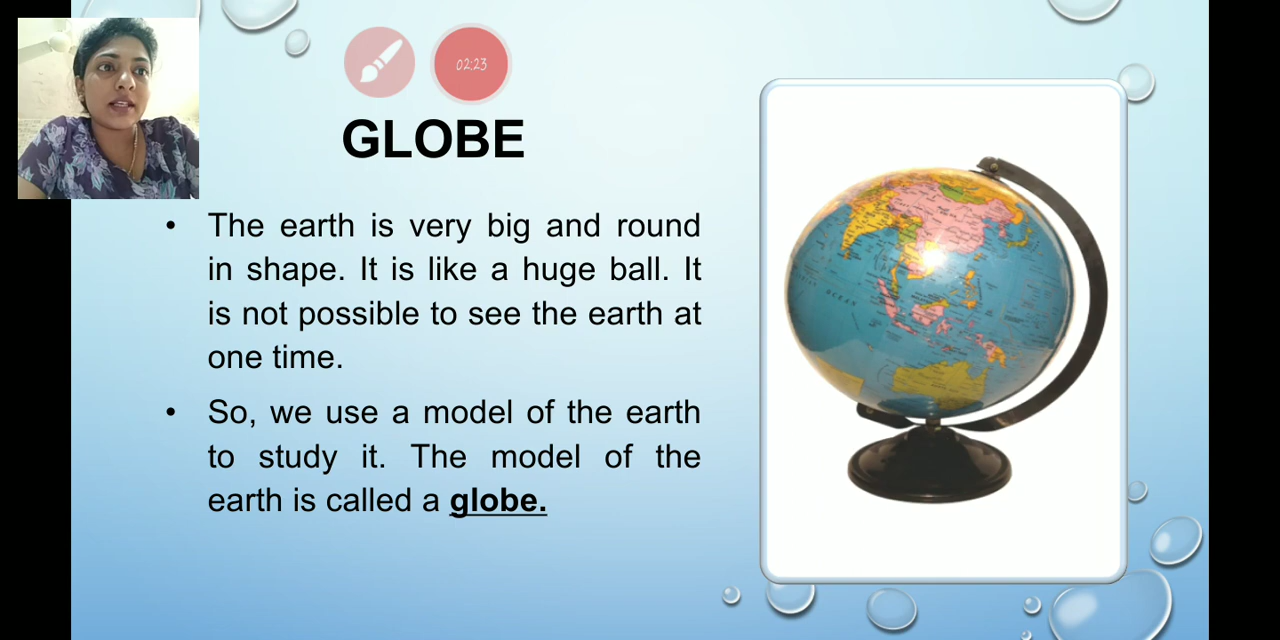 02:23
GLOBE
• The earth is very big and round
in shape. It is like a huge ball. It
is not possible to see the earth at
one time.
• So, we use a model of the earth
to study it. The model of the
earth is called a globe.
OCEAN